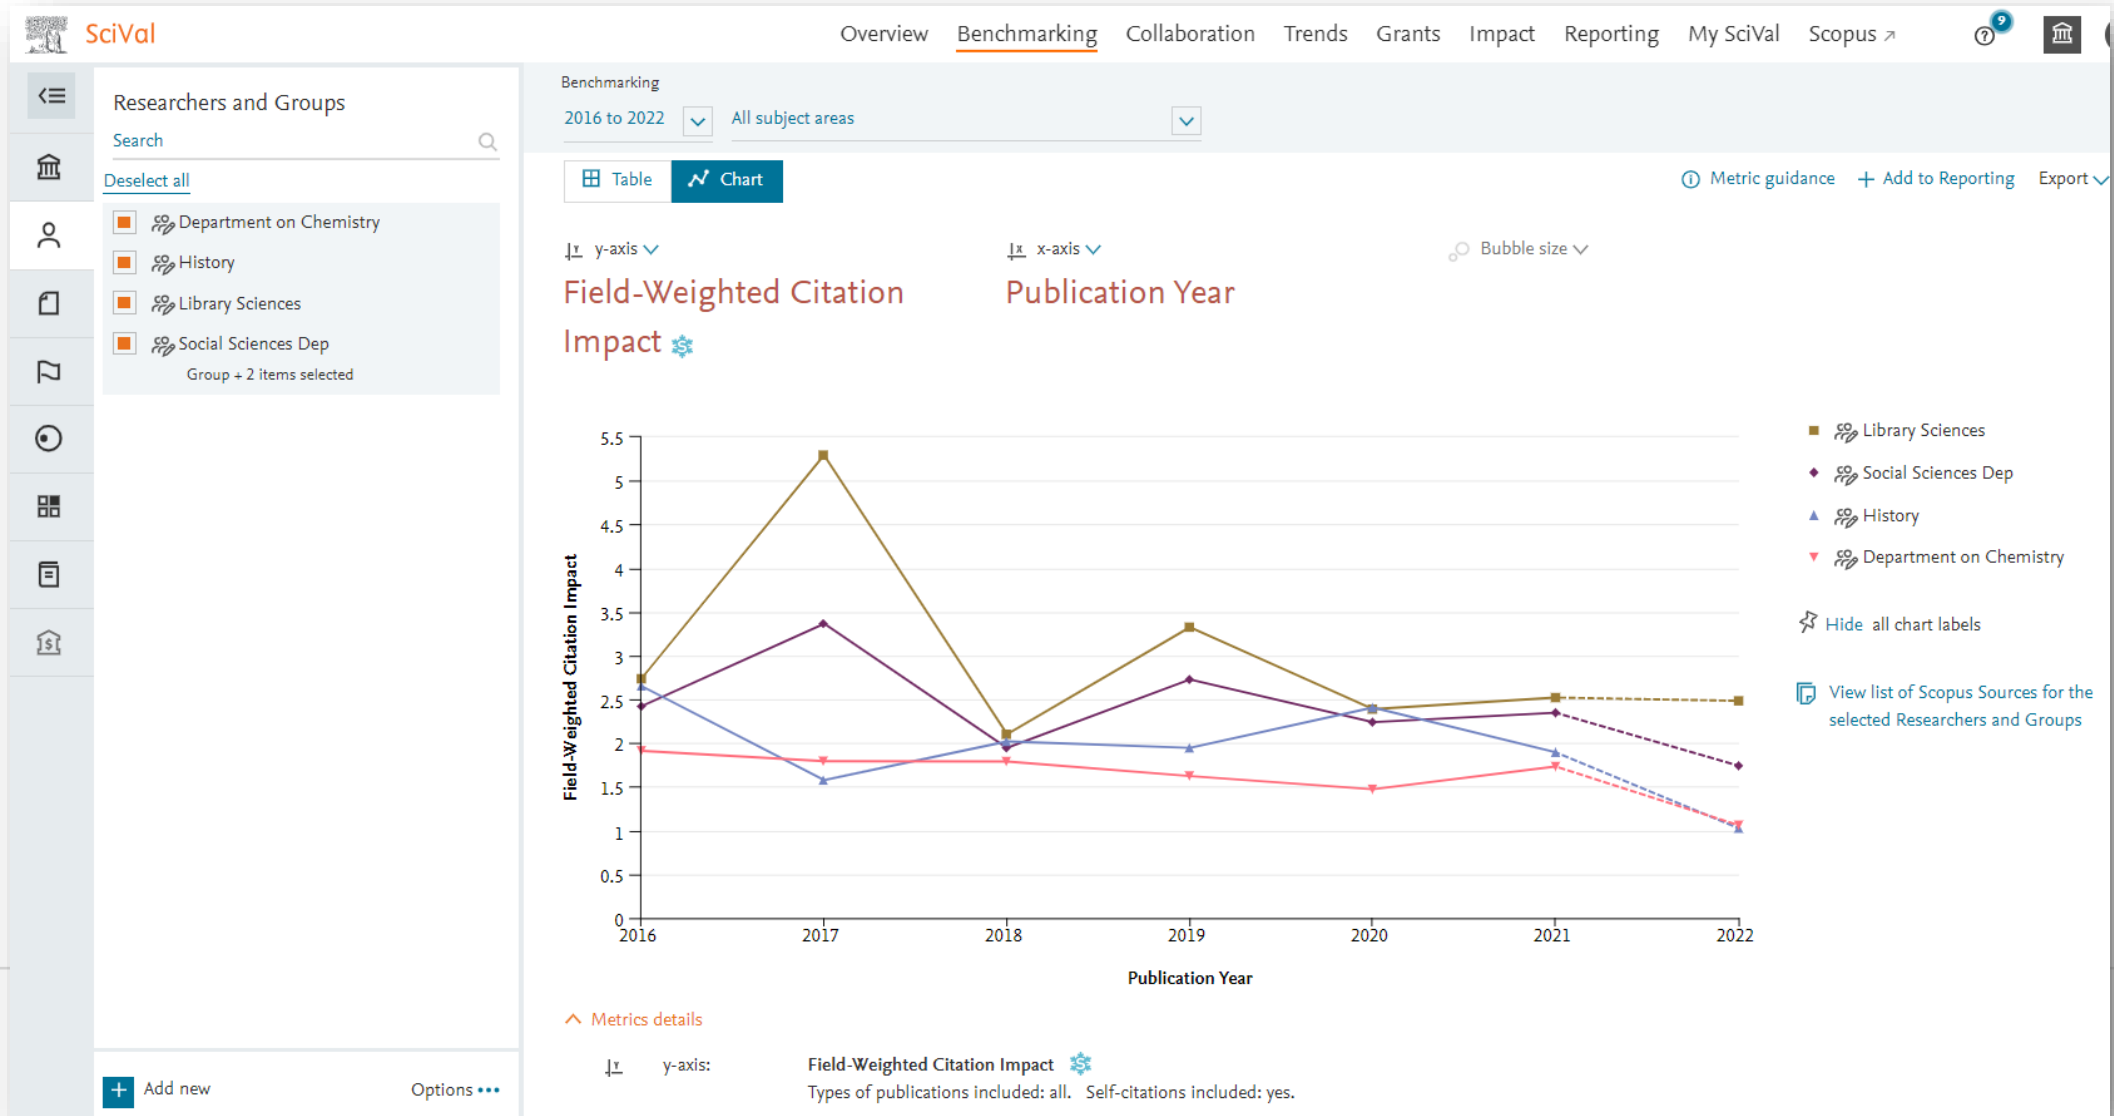 SciVal
Overview Benchmarking Collaboration Trends Grants Impact Reporting My SciVal Scopus ↗ ? 9
Researchers and Groups
Search
Deselect all
Department on Chemistry
History
Library Sciences
Social Sciences Dep
Group + 2 items selected
Add new
Options •••
Benchmarking
2016 to 2022 All subject areas
Table Chart
Metric guidance + Add to Reporting Export
y-axis x-axis Bubble size
Field-Weighted Citation
Impact
Publication Year
5.5
5
4.5
4
3.5
3
2.5
2
1.5
1
0.5
0
Field-Weighted Citation Impact
2016 2017 2018 2019 2020 2021 2022
Publication Year
Library Sciences
Social Sciences Dep
History
Department on Chemistry
Hide all chart labels
View list of Scopus Sources for the
selected Researchers and Groups
Metrics details
y-axis: Field-Weighted Citation Impact
Types of publications included: all. Self-citations included: yes.